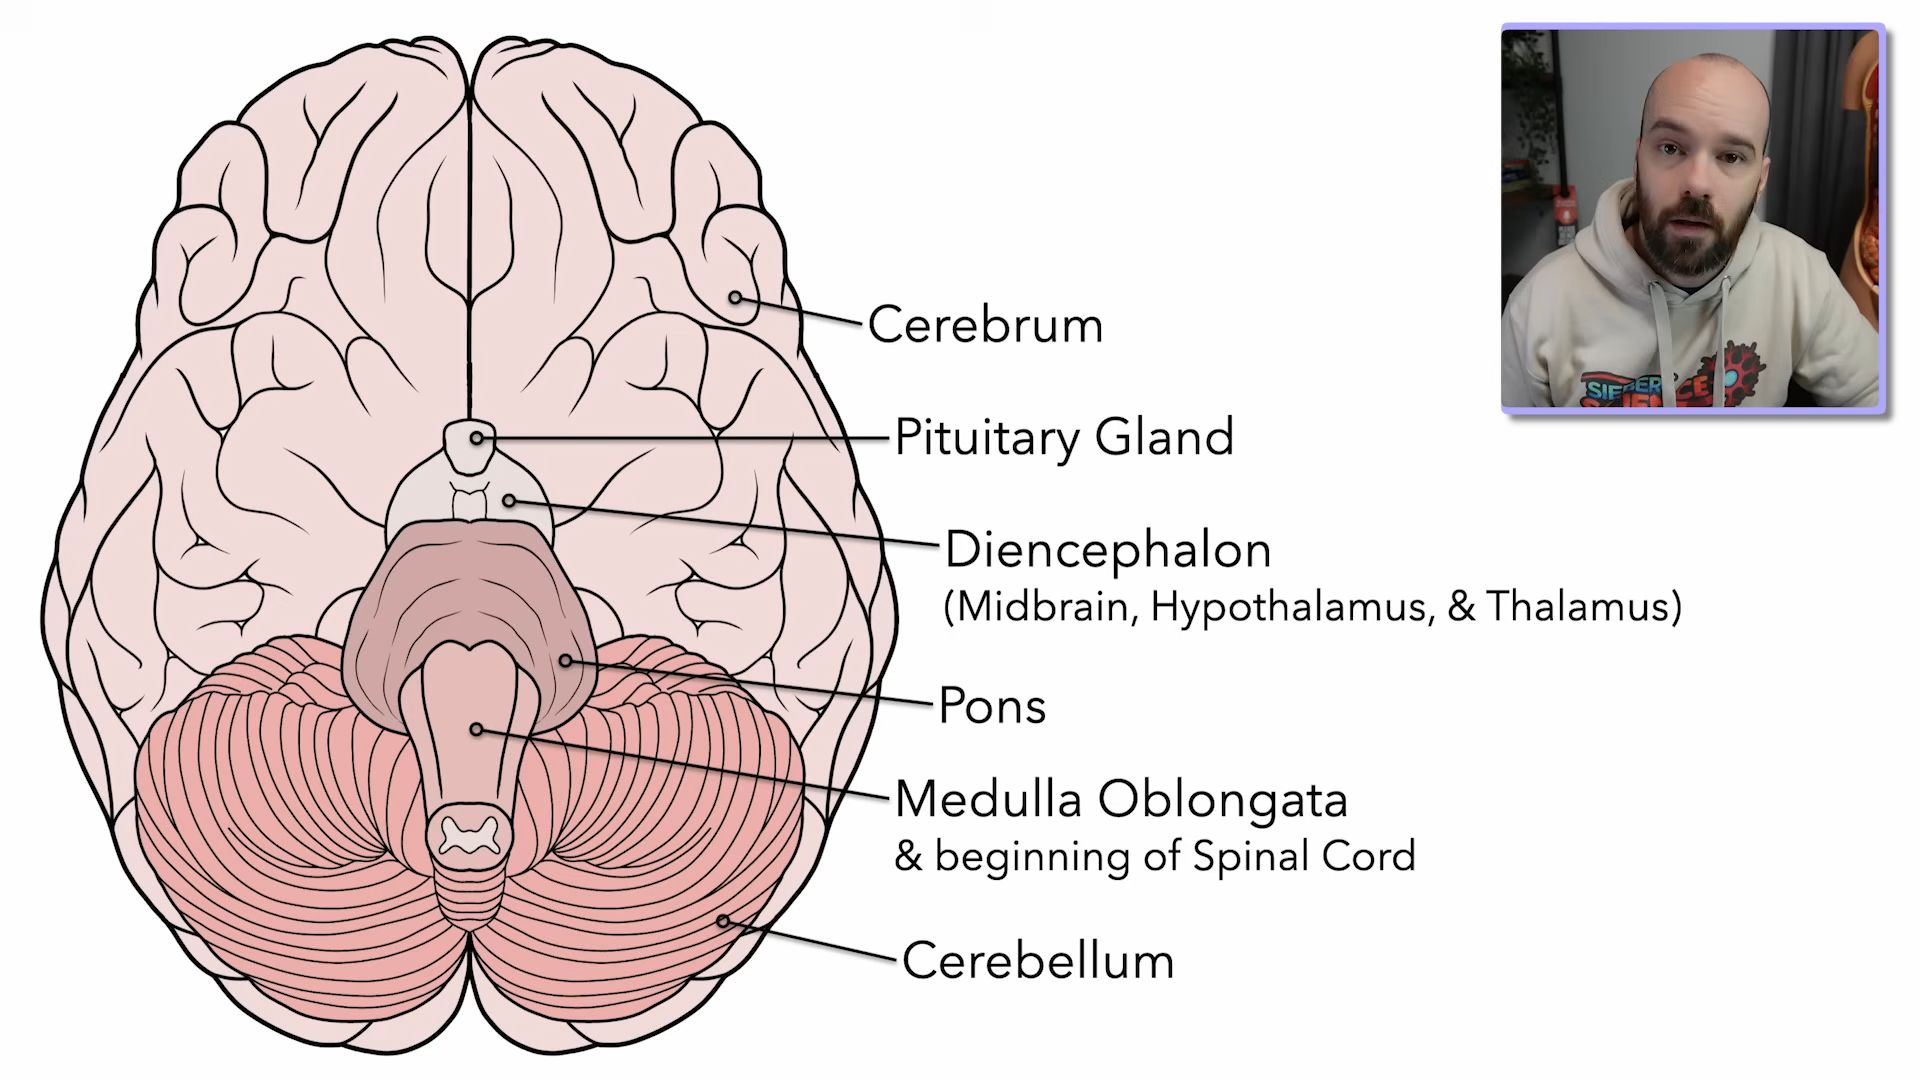 Cerebrum
Pituitary Gland
Diencephalon
(Midbrain, Hypothalamus, & Thalamus)
Pons
Medulla Oblongata
& beginning of Spinal Cord
Cerebellum